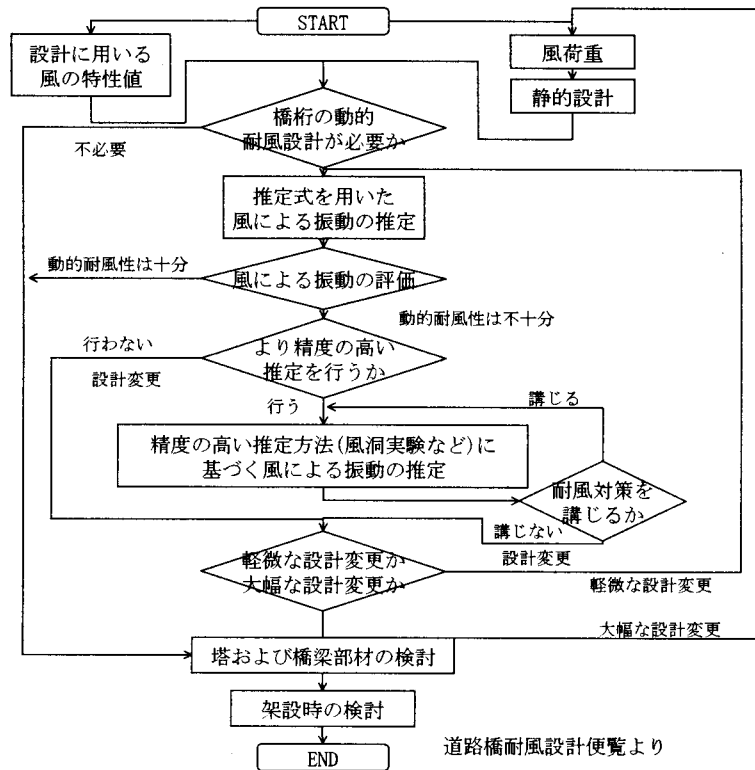 START
設計に用いる
風の特性値
風荷重
静的設計
橋桁の動的
耐風設計が必要か
不必要
推定式を用いた
風による振動の推定
動的耐風性は十分
風による振動の評価
動的耐風性は不十分
行わない
設計変更
より精度の高い
推定を行うか
行う
講じる
精度の高い推定方法(風洞実験など)に
基づく風による振動の推定
耐風対策を
講じるか
講じない
設計変更
軽微な設計変更か
大幅な設計変更か
軽微な設計変更
大幅な設計変更
塔および橋梁部材の検討
架設時の検討
END
道路橋耐風設計便覧より